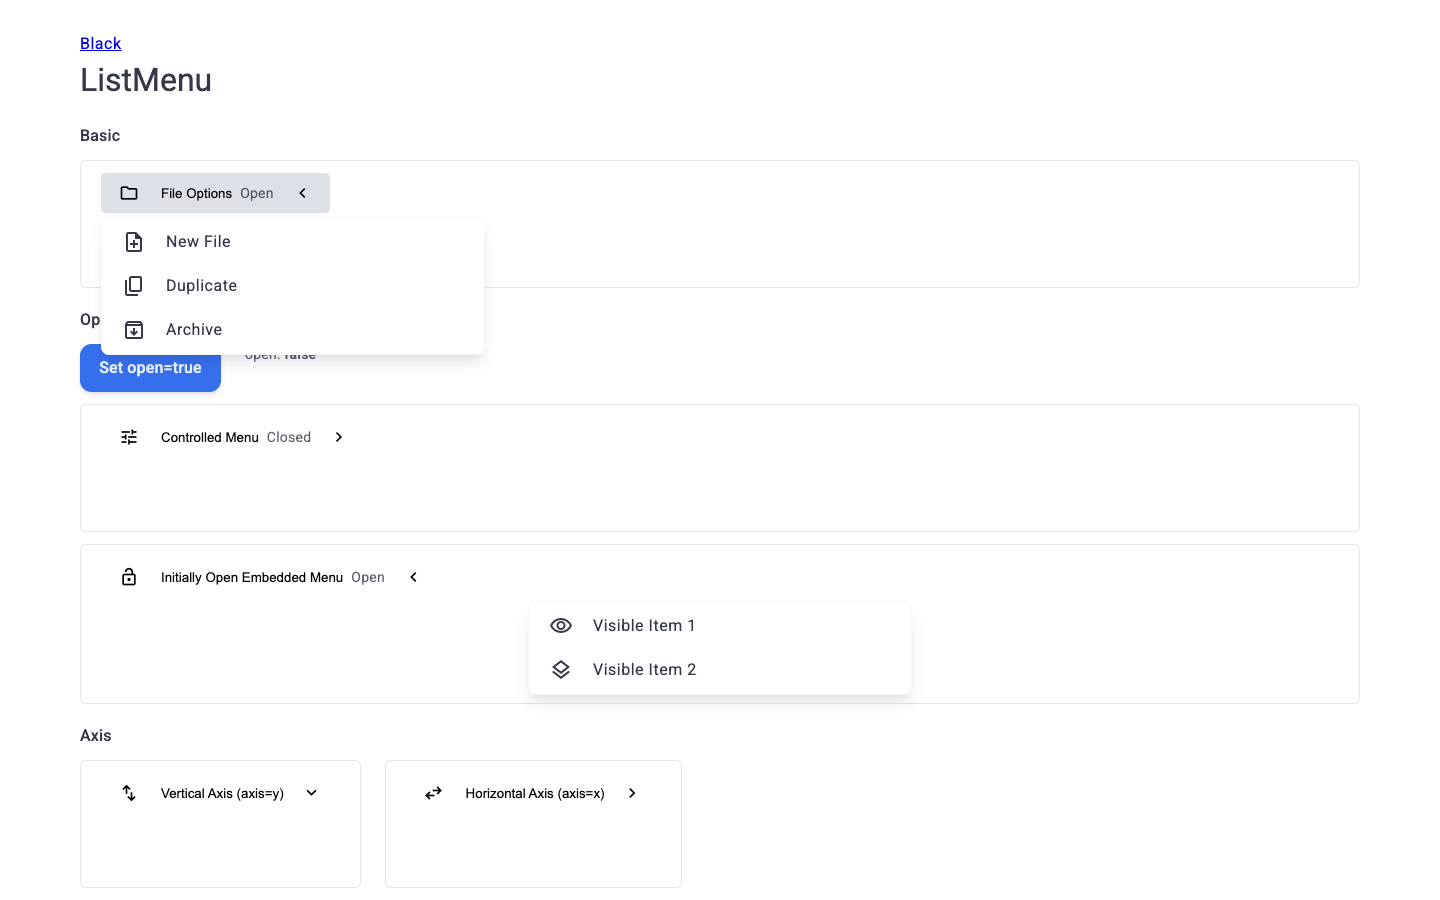 Black
ListMenu
Basic
File Options Open
New File
Duplicate
Archive
Set open=true
Controlled Menu Closed
Initially Open Embedded Menu Open
Visible Item 1
Visible Item 2
Axis
Vertical Axis (axis=y)
Horizontal Axis (axis=x)